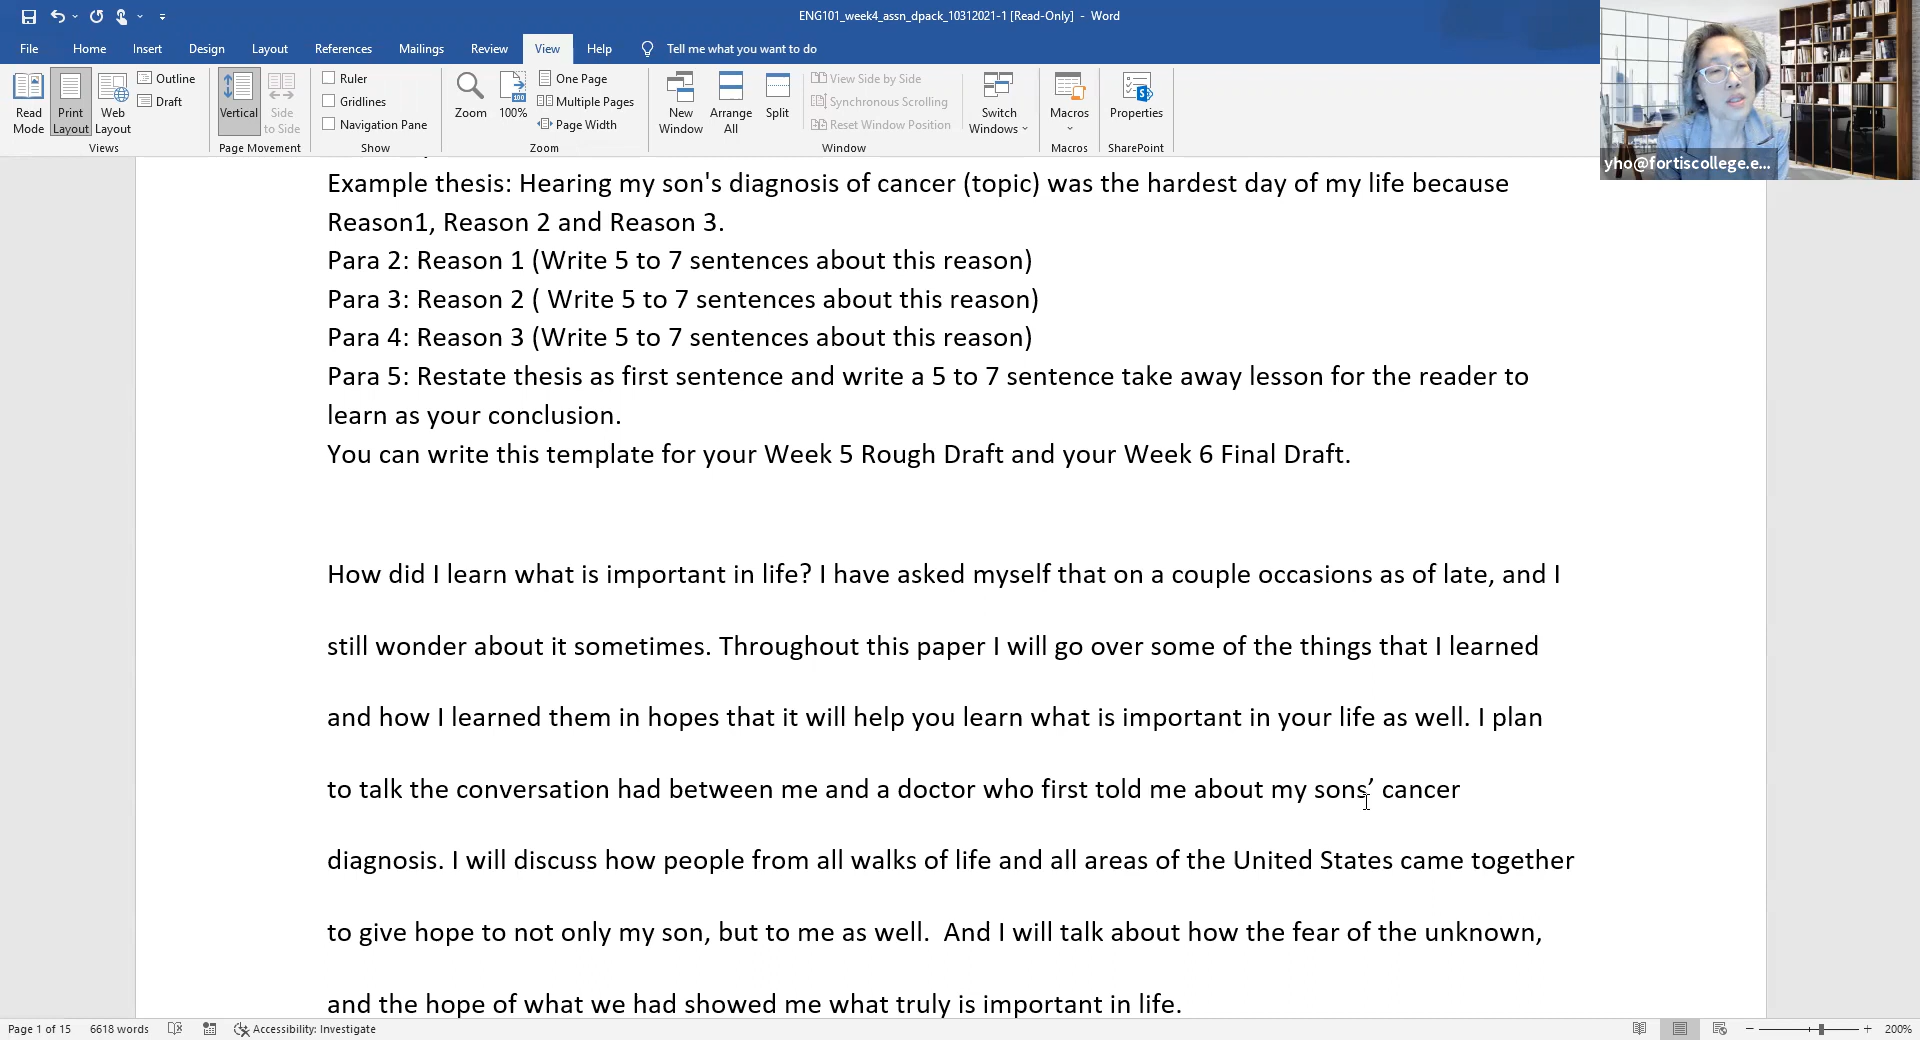 ENG101_week4_assn_dpack_10312021-1 [Read-Only] - Word
File Home Insert Design Layout References Mailings Review View Help Tell me what you want to do
Read Mode
Print Layout
Web Layout
Outline
Draft
Views
Vertical
Side to Side
Page Movement
Ruler
Gridlines
Navigation Pane
Show
Zoom
100
100%
One Page
Multiple Pages
Page Width
Zoom
New Window
Arrange All
Split
View Side by Side
Synchronous Scrolling
Reset Window Position
Window
Switch Windows
Macros
Macros
Properties
SharePoint
yho@fortiscollege.e...
Example thesis: Hearing my son's diagnosis of cancer (topic) was the hardest day of my life because
Reason1, Reason 2 and Reason 3.
Para 2: Reason 1 (Write 5 to 7 sentences about this reason)
Para 3: Reason 2 ( Write 5 to 7 sentences about this reason)
Para 4: Reason 3 (Write 5 to 7 sentences about this reason)
Para 5: Restate thesis as first sentence and write a 5 to 7 sentence take away lesson for the reader to
learn as your conclusion.
You can write this template for your Week 5 Rough Draft and your Week 6 Final Draft.
How did I learn what is important in life? I have asked myself that on a couple occasions as of late, and I
still wonder about it sometimes. Throughout this paper I will go over some of the things that I learned
and how I learned them in hopes that it will help you learn what is important in your life as well. I plan
to talk the conversation had between me and a doctor who first told me about my sons’ cancer
diagnosis. I will discuss how people from all walks of life and all areas of the United States came together
to give hope to not only my son, but to me as well.  And I will talk about how the fear of the unknown,
and the hope of what we had showed me what truly is important in life.
Page 1 of 15 6618 words Accessibility: Investigate 200%